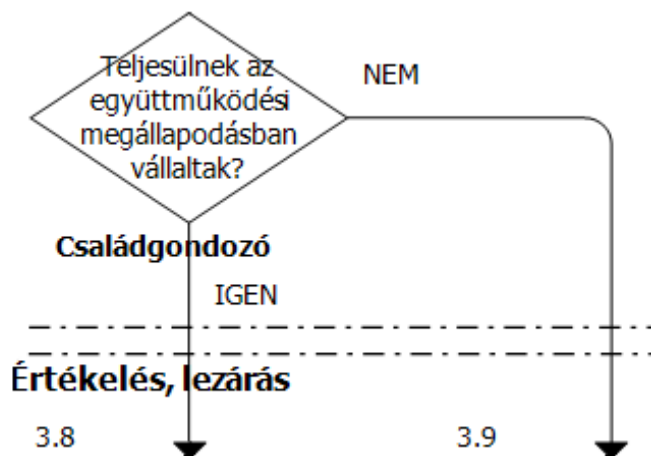 Teljesülnek az
együttműködési
megállapodásban
vállaltak?
NEM
Családgondozó
IGEN
Értékelés, lezárás
3.8
3.9